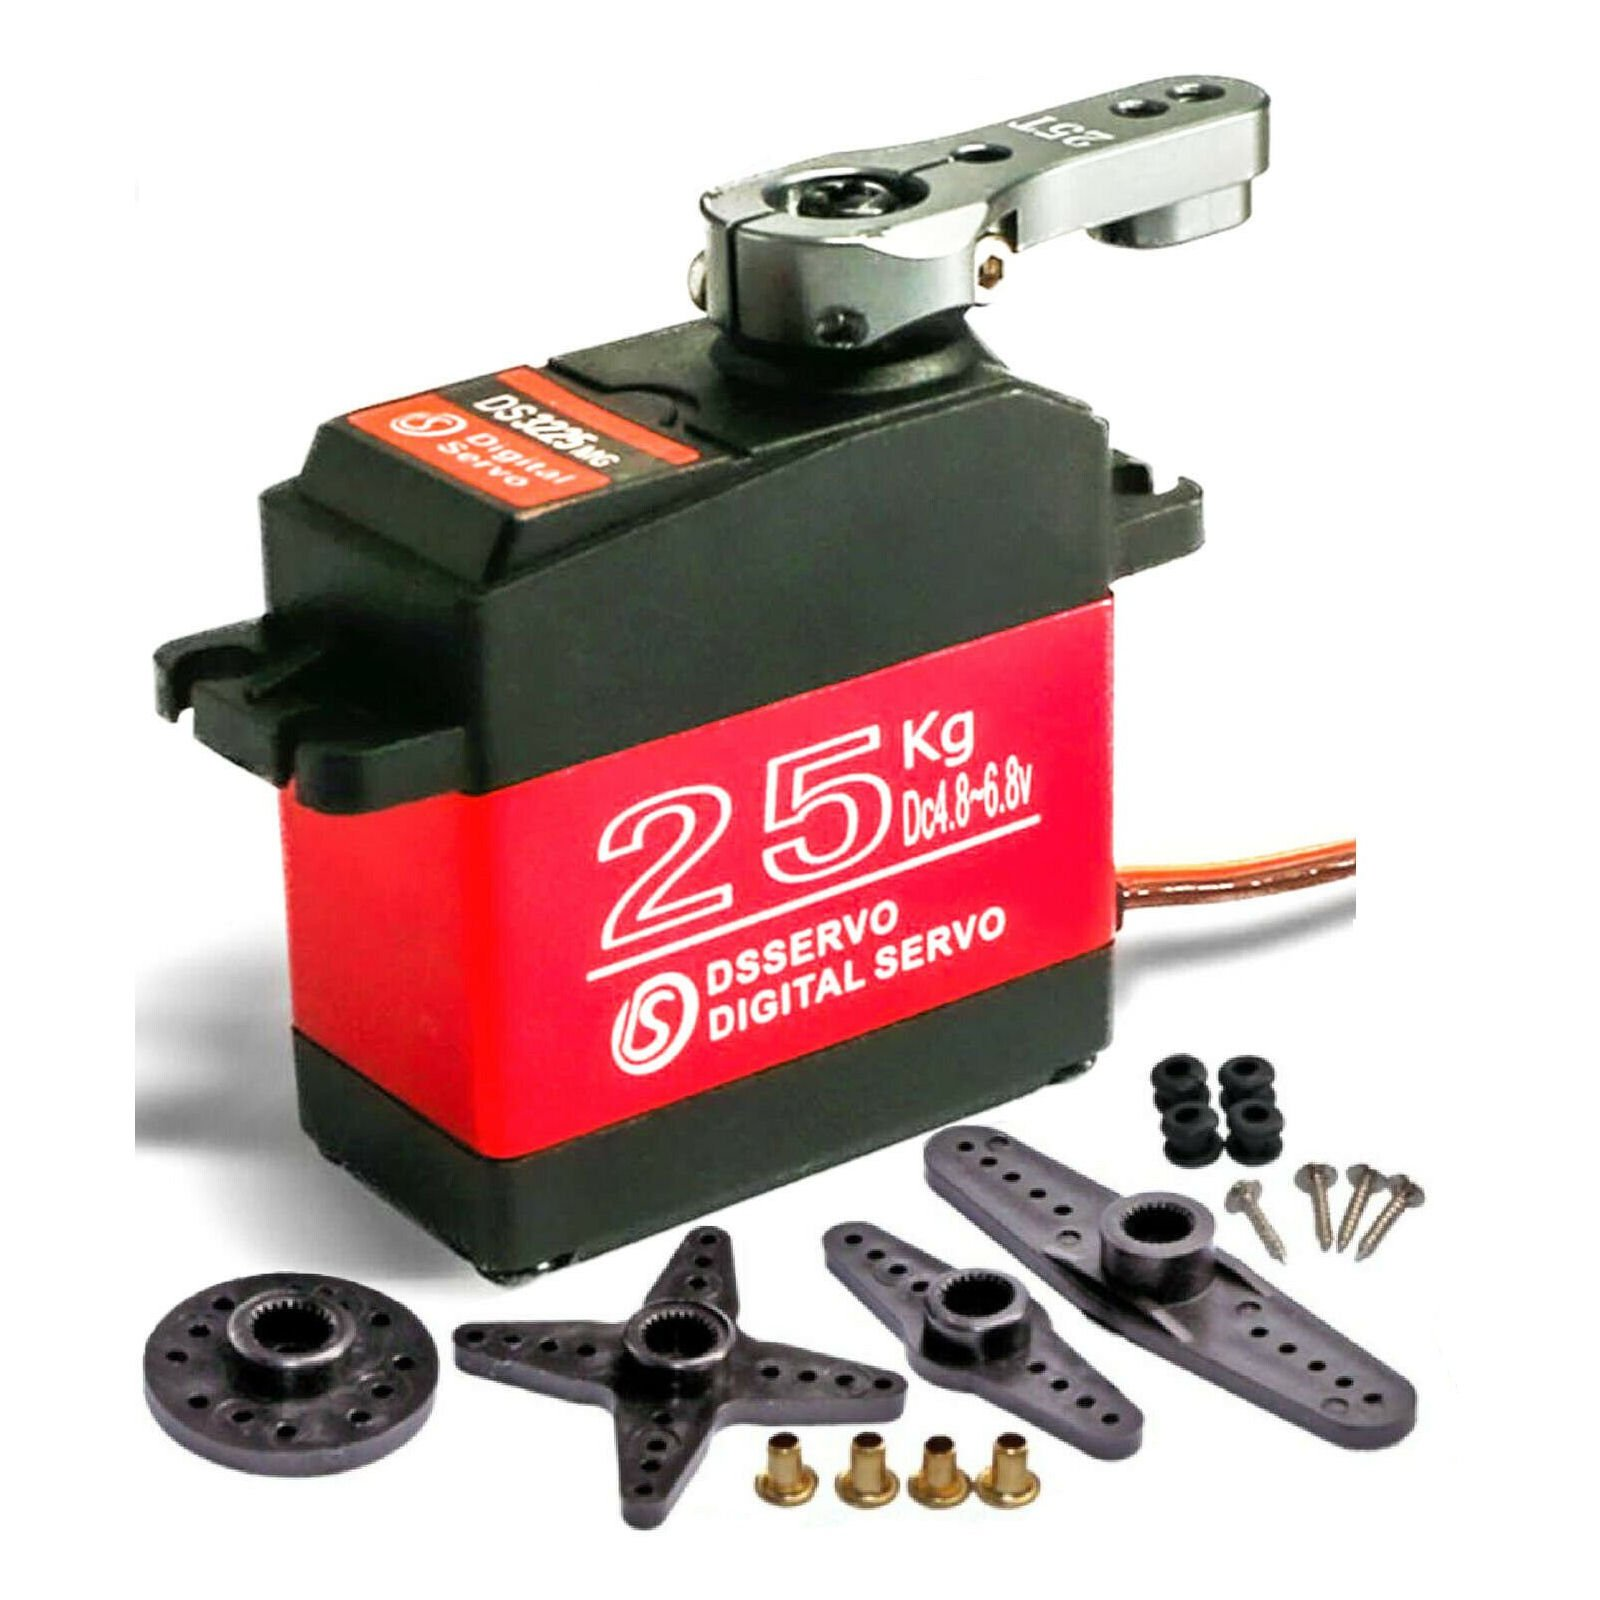 25T
DS3225MG
S Digital
Servo
25 Kg
Dc4.8~6.8v
S DSSERVO
DIGITAL SERVO